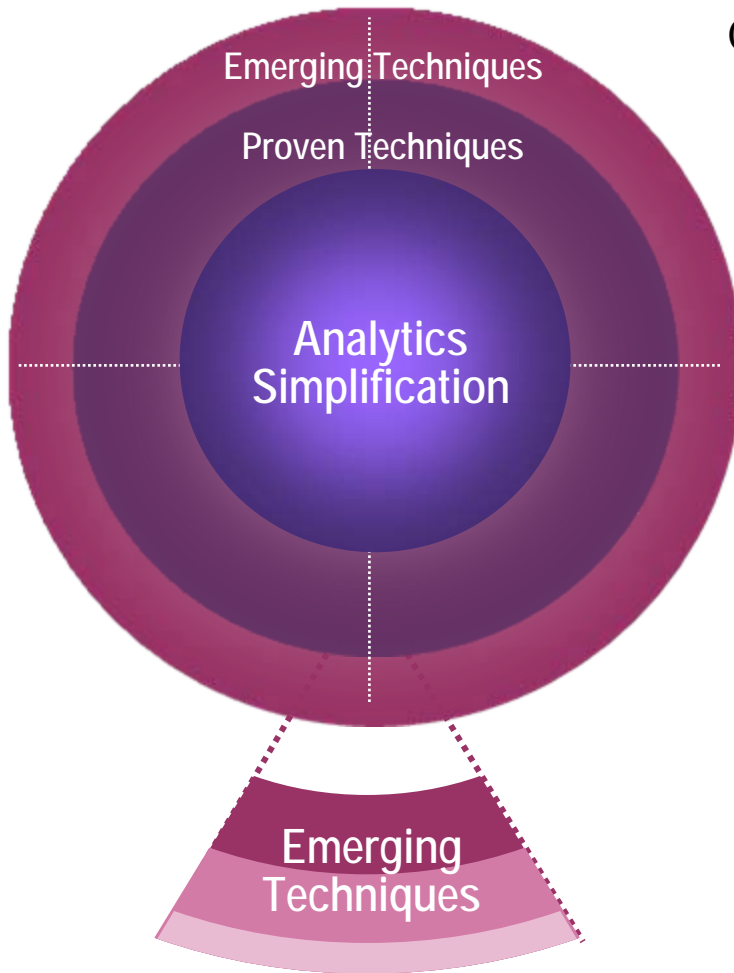 Emerging Techniques
Proven Techniques
Analytics
Simplification
Emerging
Techniques